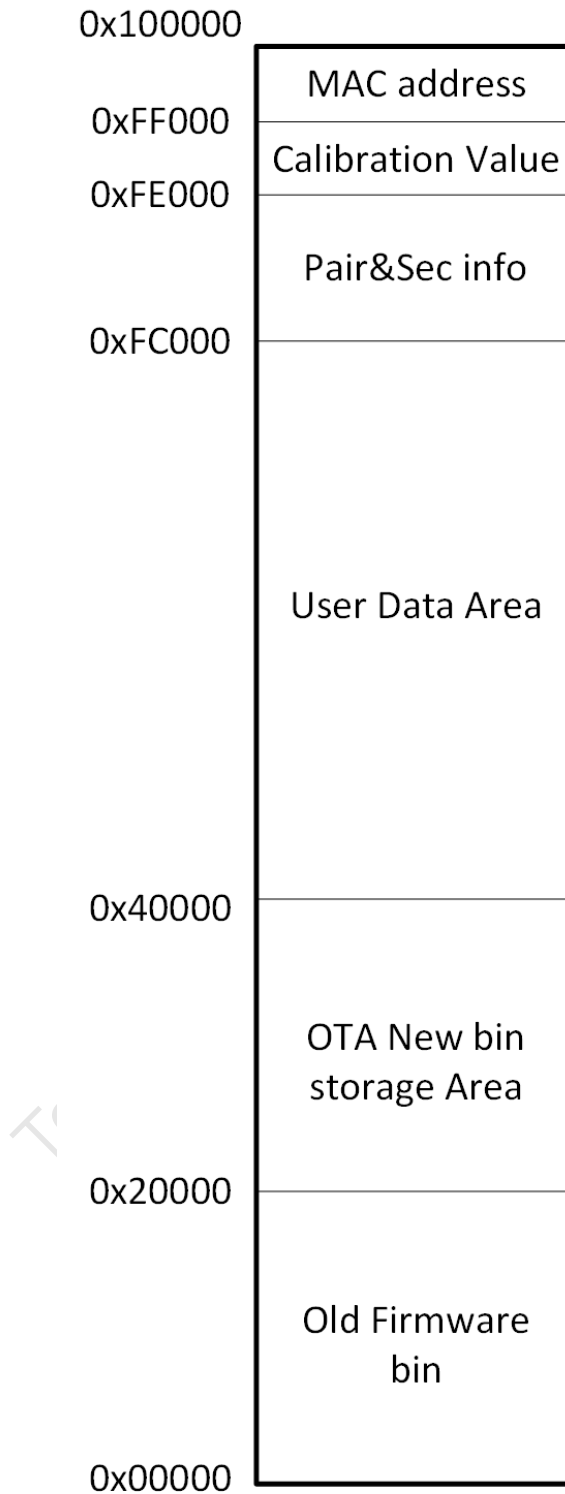 0x100000
MAC address
0xFF000
Calibration Value
0xFE000
Pair&Sec info
0xFC000
User Data Area
0x40000
OTA New bin
storage Area
0x20000
Old Firmware
bin
0x00000